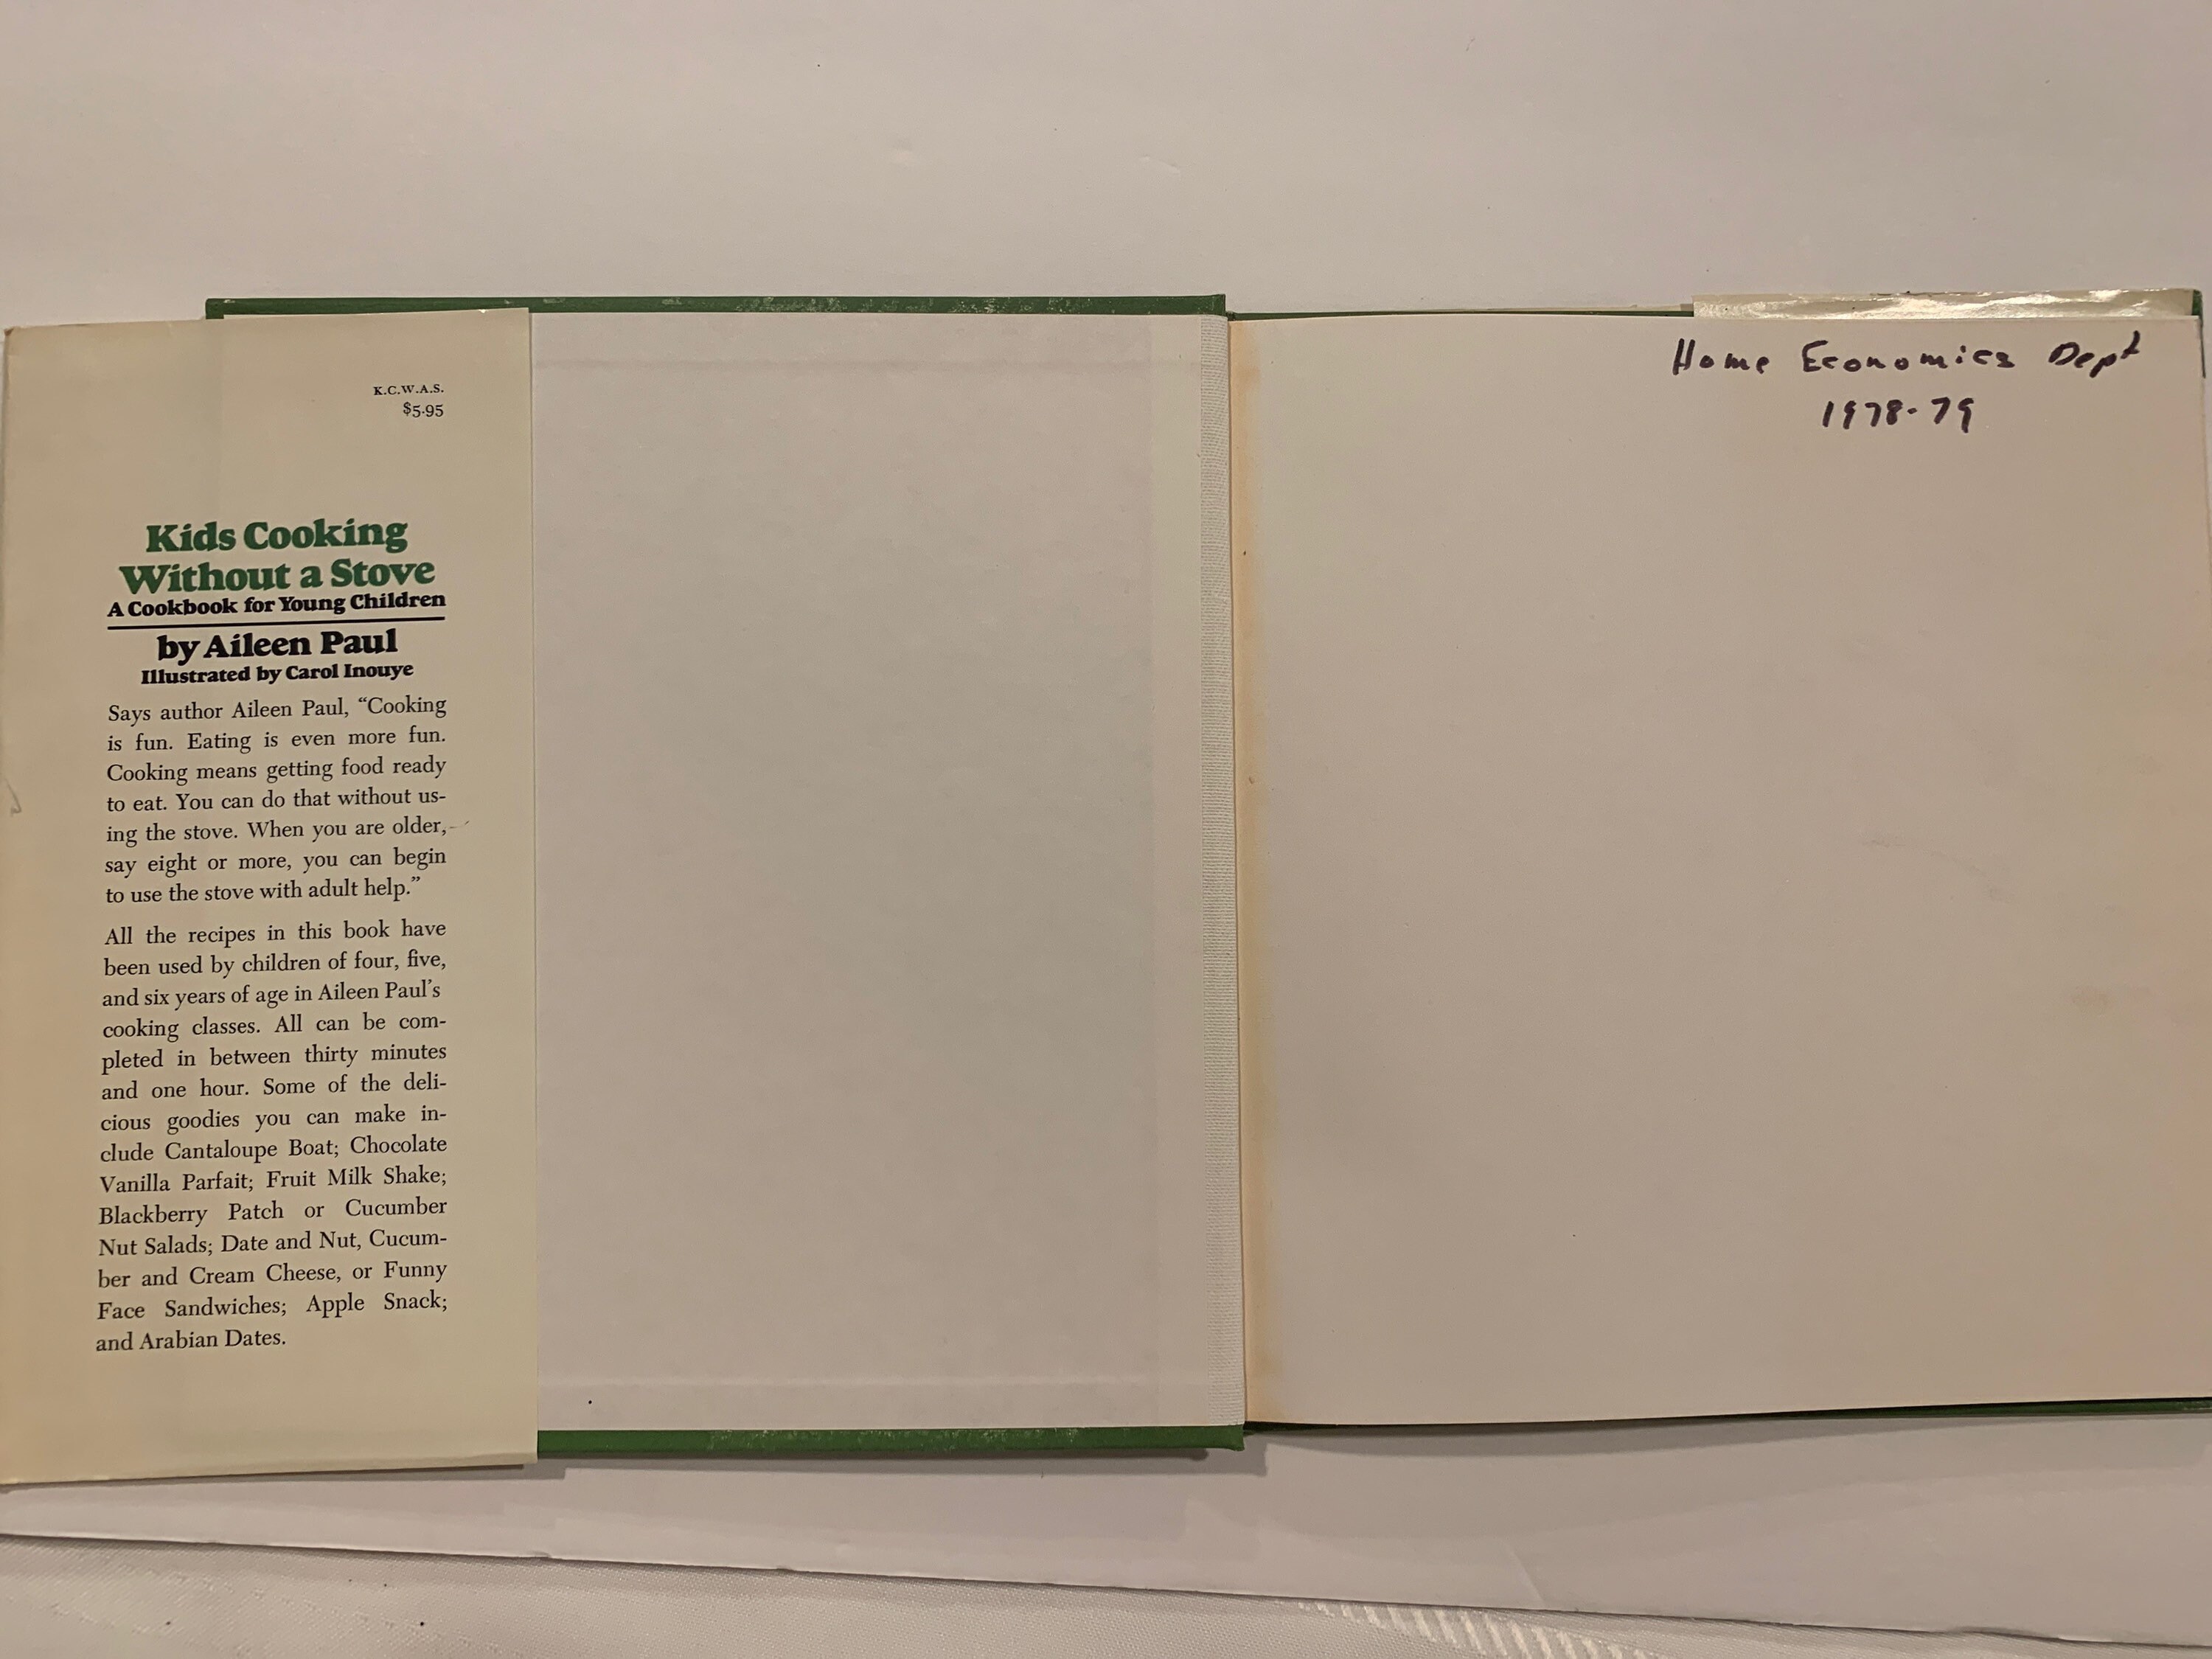 K.C.W.A.S.
$5.95
Kids Cooking
Without a Stove
A Cookbook for Young Children
by Aileen Paul
Illustrated by Carol Inouye
Says author Aileen Paul, “Cooking
is fun. Eating is even more fun.
Cooking means getting food ready
to eat. You can do that without us-
ing the stove. When you are older,
say eight or more, you can begin
to use the stove with adult help.”
All the recipes in this book have
been used by children of four, five,
and six years of age in Aileen Paul's
cooking classes. All can be com-
pleted in between thirty minutes
and one hour. Some of the deli-
cious goodies you can make in-
clude Cantaloupe Boat; Chocolate
Vanilla Parfait; Fruit Milk Shake;
Blackberry Patch or Cucumber
Nut Salads; Date and Nut, Cucum-
ber and Cream Cheese, or Funny
Face Sandwiches; Apple Snack;
and Arabian Dates.
Home Economics Dept
1978-79